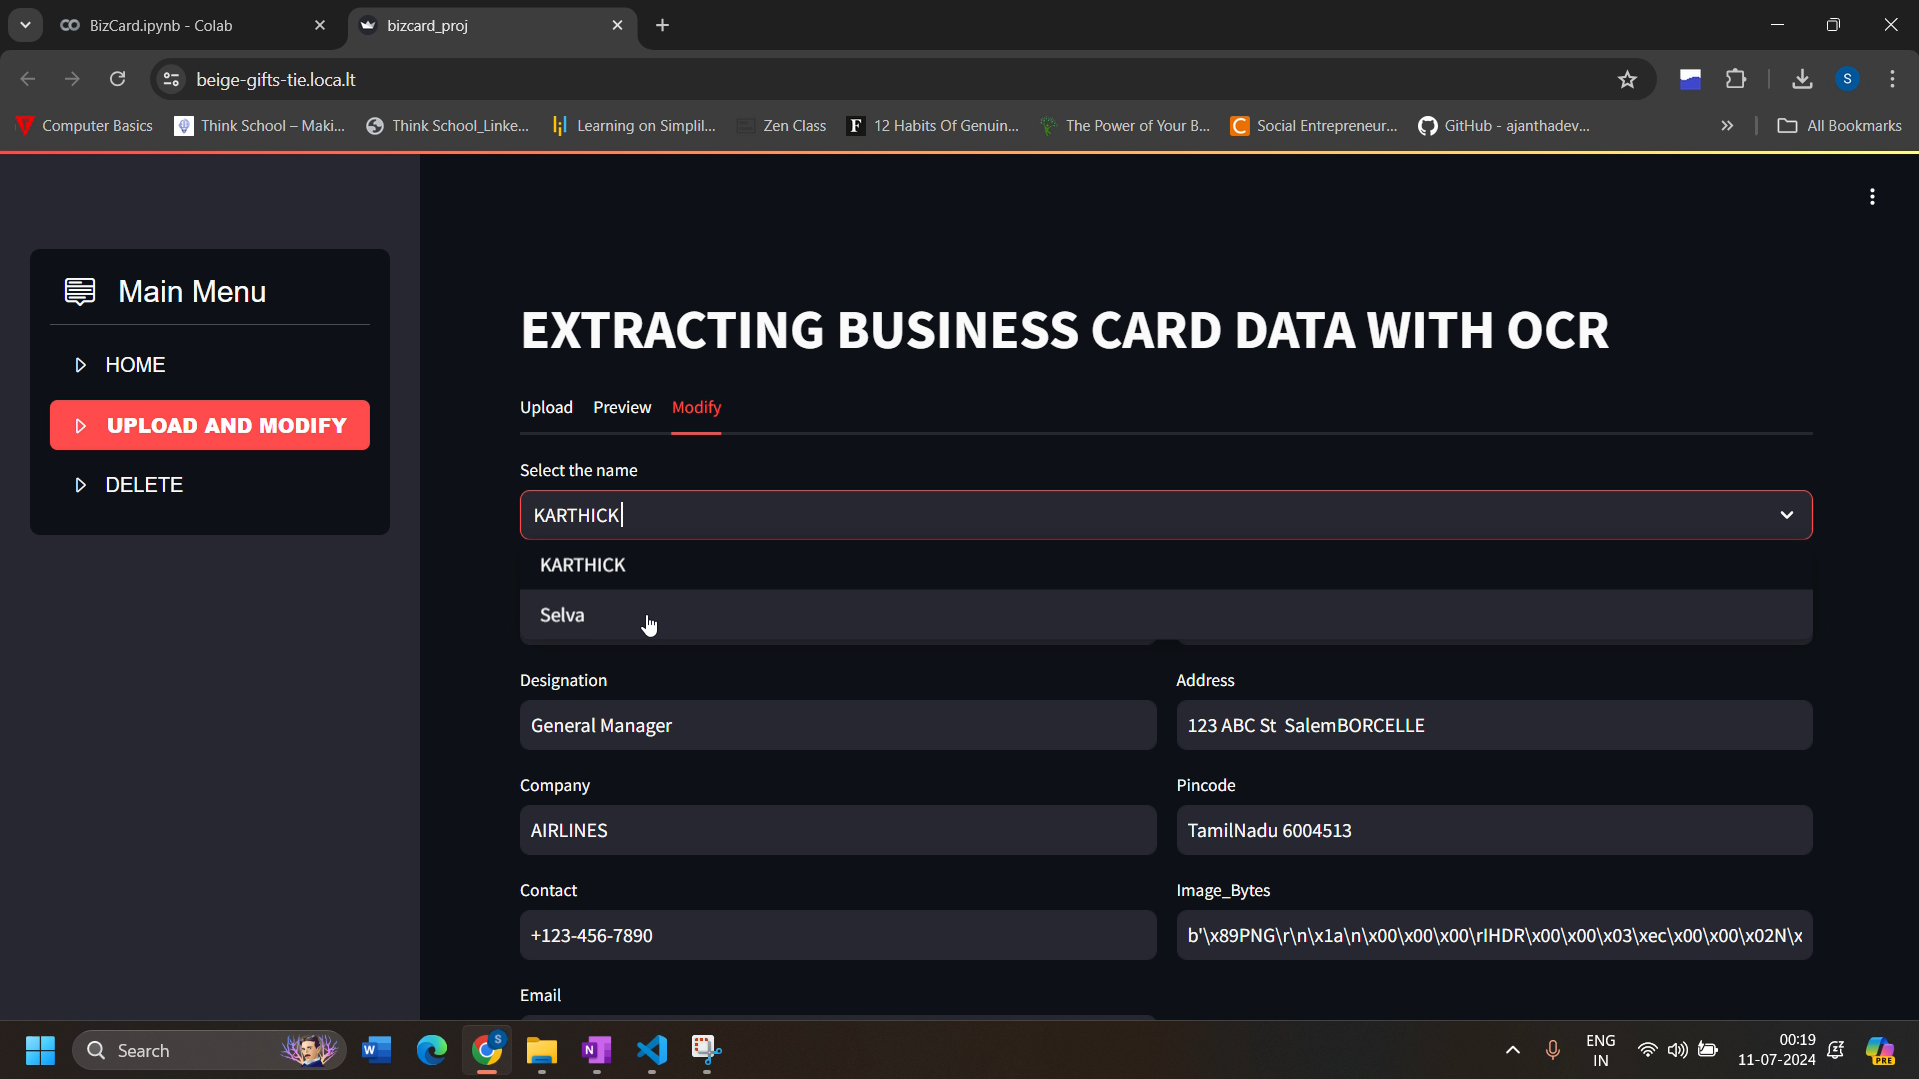 BizCard.ipynb - Colab
bizcard_proj
beige-gifts-tie.loca.lt
S
Computer Basics
Think School – Maki...
Think School_Linke...
Learning on Simplil...
Zen Class
F 12 Habits Of Genuin...
The Power of Your B...
C Social Entrepreneur...
GitHub - ajanthadev...
»
All Bookmarks
Main Menu
HOME
UPLOAD AND MODIFY
DELETE
EXTRACTING BUSINESS CARD DATA WITH OCR
Upload Preview Modify
Select the name
KARTHICK
KARTHICK
Selva
Designation
General Manager
Address
123 ABC St  SalemBORCELLE
Company
AIRLINES
Pincode
TamilNadu 6004513
Contact
+123-456-7890
Image_Bytes
b'\x89PNG\r\n\x1a\n\x00\x00\x00\rIHDR\x00\x00\x03\xec\x00\x00\x02N\x
Email
Search
W
S
N
ENG
IN
00:19
11-07-2024
PRE